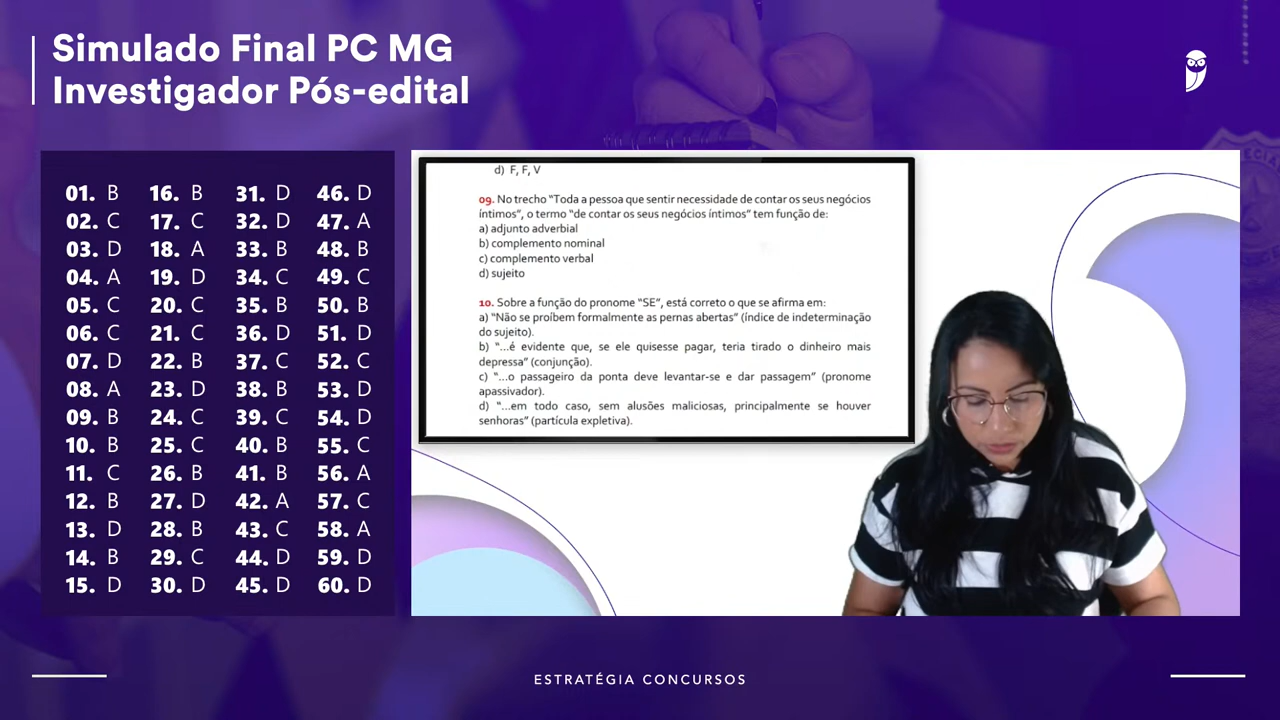 Simulado Final PC MG
Investigador Pós-edital
01. B
02. C
03. D
04. A
05. C
06. C
07. D
08. A
09. B
10. B
11. C
12. B
13. D
14. B
15. D
16. B
17. C
18. A
19. D
20. C
21. C
22. B
23. D
24. C
25. C
26. B
27. D
28. B
29. C
30. D
31. D
32. D
33. B
34. C
35. B
36. D
37. C
38. B
39. C
40. B
41. B
42. A
43. C
44. D
45. D
46. D
47. A
48. B
49. C
50. B
51. D
52. C
53. D
54. D
55. C
56. A
57. C
58. A
59. D
60. D
d) F, F, V
09. No trecho “Toda a pessoa que sentir necessidade de contar os seus negócios
íntimos”, o termo “de contar os seus negócios íntimos” tem função de:
a) adjunto adverbial
b) complemento nominal
c) complemento verbal
d) sujeito
10. Sobre a função do pronome “SE”, está correto o que se afirma em:
a) “Não se proíbem formalmente as pernas abertas” (índice de indeterminação
do sujeito).
b) “...é evidente que, se ele quisesse pagar, teria tirado o dinheiro mais
depressa” (conjunção).
c) “...o passageiro da ponta deve levantar-se e dar passagem” (pronome
apassivador).
d) “...em todo caso, sem alusões maliciosas, principalmente se houver
senhoras” (partícula expletiva).
ESTRATÉGIA CONCURSOS